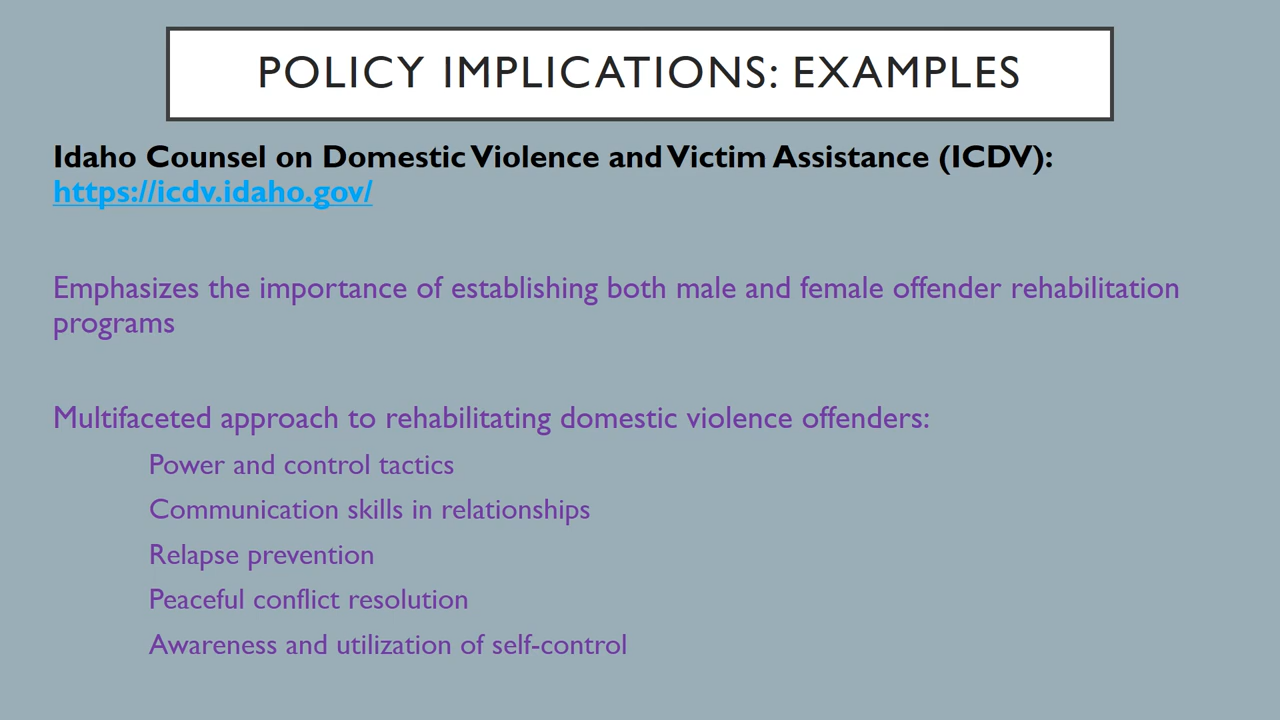 POLICY IMPLICATIONS: EXAMPLES
Idaho Counsel on Domestic Violence and Victim Assistance (ICDV):
https://icdv.idaho.gov/
Emphasizes the importance of establishing both male and female offender rehabilitation
programs
Multifaceted approach to rehabilitating domestic violence offenders:
Power and control tactics
Communication skills in relationships
Relapse prevention
Peaceful conflict resolution
Awareness and utilization of self-control